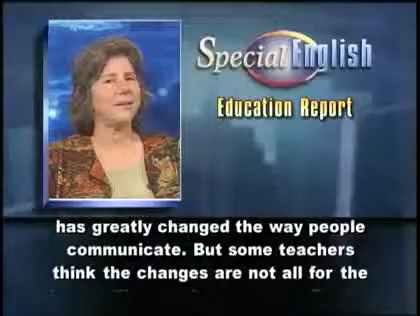 Special English
Education Report
has greatly changed the way people
communicate. But some teachers
think the changes are not all for the